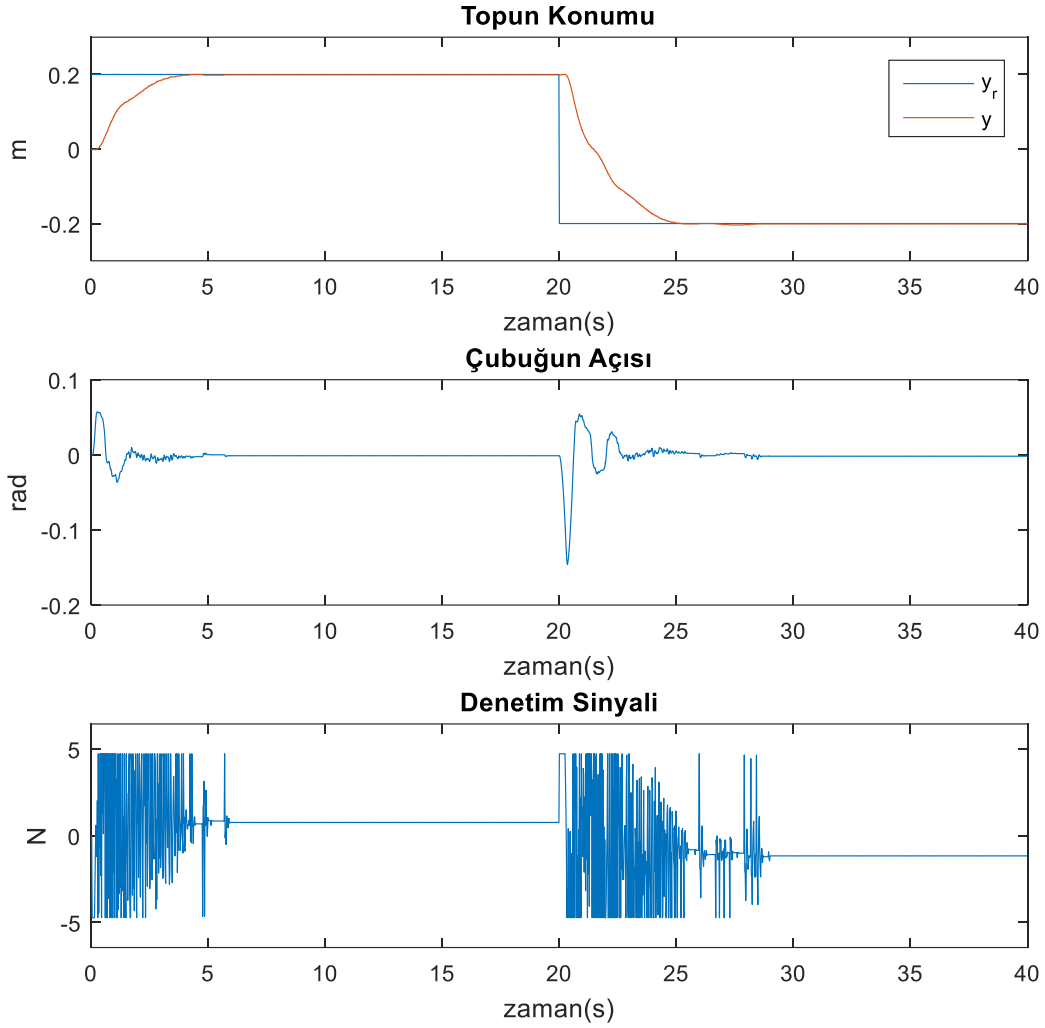 Topun Konumu
0.2
0
-0.2
m
y_r
y
0 5 10 15 20 25 30 35 40
zaman(s)
Çubuğun Açısı
0.1
0
-0.1
-0.2
rad
0 5 10 15 20 25 30 35 40
zaman(s)
Denetim Sinyali
5
0
-5
N
0 5 10 15 20 25 30 35 40
zaman(s)